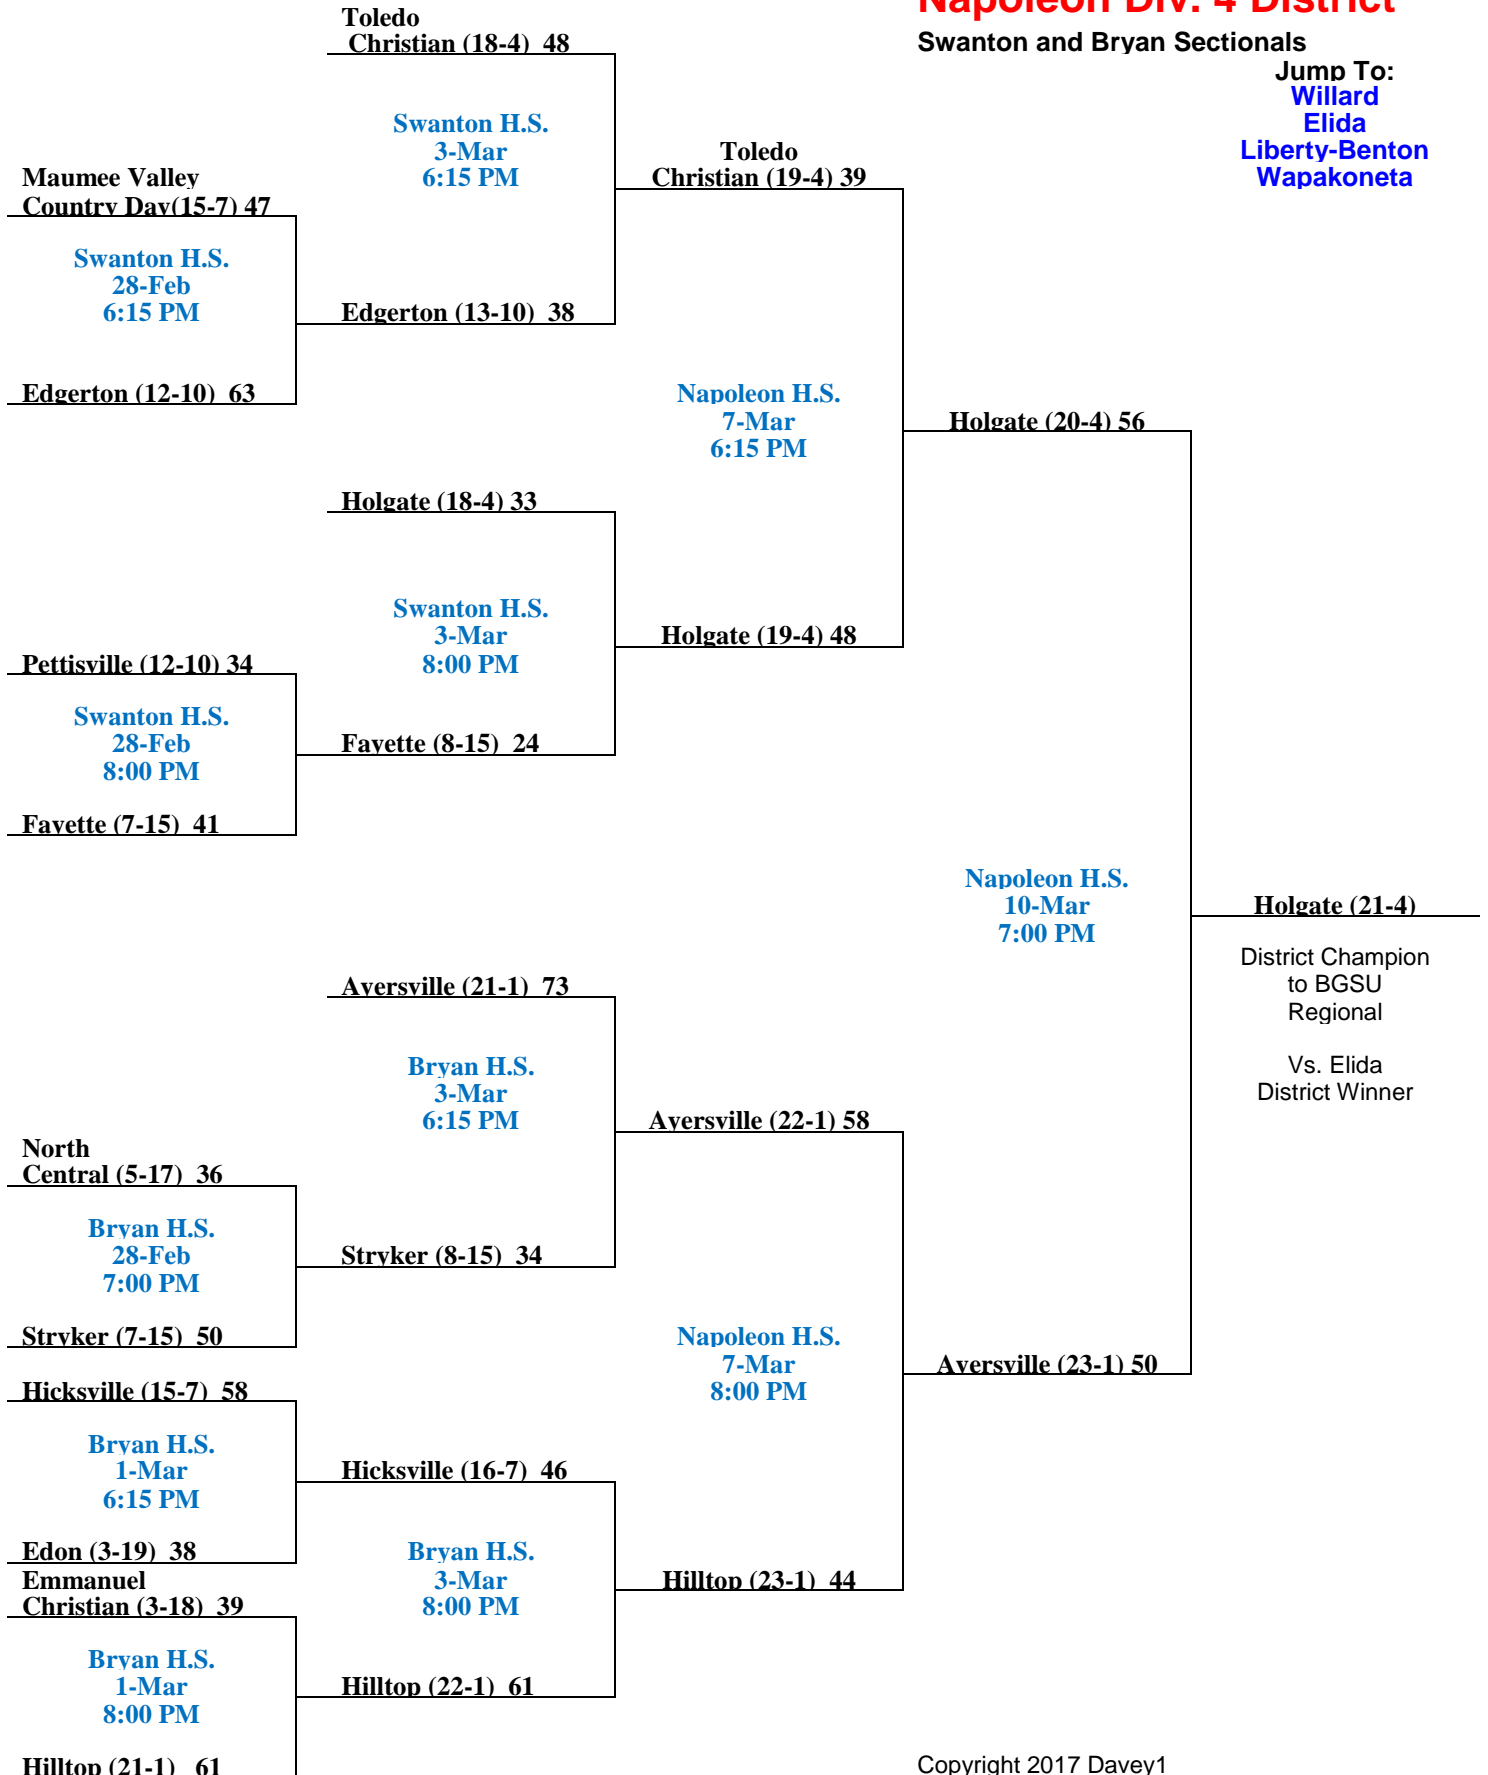 Napoleon Div. 4 District
Swanton and Bryan Sectionals
Jump To:
Willard
Elida
Liberty-Benton
Wapakoneta
Toledo
Christian (18-4) 48
Swanton H.S.
3-Mar
6:15 PM
Toledo
Christian (19-4) 39
Maumee Valley
Country Day(15-7) 47
Swanton H.S.
28-Feb
6:15 PM
Edgerton (13-10) 38
Edgerton (12-10) 63
Napoleon H.S.
7-Mar
6:15 PM
Holgate (20-4) 56
Holgate (18-4) 33
Swanton H.S.
3-Mar
8:00 PM
Holgate (19-4) 48
Pettisville (12-10) 34
Swanton H.S.
28-Feb
8:00 PM
Fayette (8-15) 24
Fayette (7-15) 41
Napoleon H.S.
10-Mar
7:00 PM
Holgate (21-4)
District Champion
to BGSU
Regional
Vs. Elida
District Winner
Ayersville (21-1) 73
Bryan H.S.
3-Mar
6:15 PM
Ayersville (22-1) 58
North
Central (5-17) 36
Bryan H.S.
28-Feb
7:00 PM
Stryker (8-15) 34
Stryker (7-15) 50
Napoleon H.S.
7-Mar
8:00 PM
Ayersville (23-1) 50
Hicksville (15-7) 58
Bryan H.S.
1-Mar
6:15 PM
Hicksville (16-7) 46
Edon (3-19) 38
Bryan H.S.
3-Mar
8:00 PM
Hilltop (23-1) 44
Emmanuel
Christian (3-18) 39
Bryan H.S.
1-Mar
8:00 PM
Hilltop (22-1) 61
Hilltop (21-1) 61
Copyright 2017 Davey1